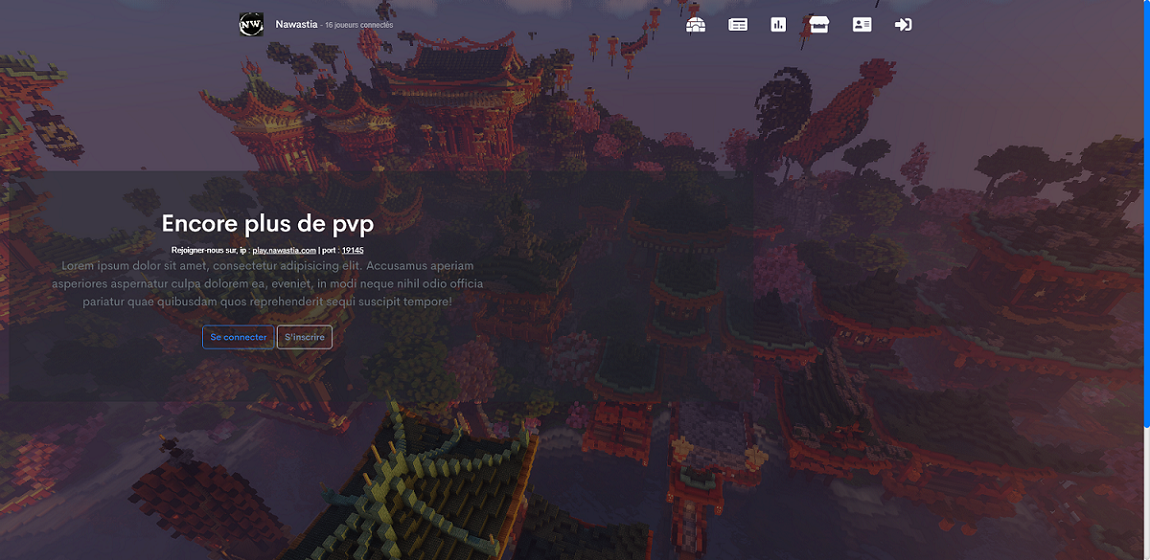 NW
Nawastia - 16 joueurs connectés
Encore plus de pvp
Rejoigner-nous sur, ip : play.nawastia.com | port : 19145
Lorem ipsum dolor sit amet, consectetur adipisicing elit. Accusamus aperiam
asperiores aspernatur culpa dolorem ea, eveniet, in modi neque nihil odio officia
pariatur quae quibusdam quos reprehenderit sequi suscipit tempore!
Se connecter S'inscrire